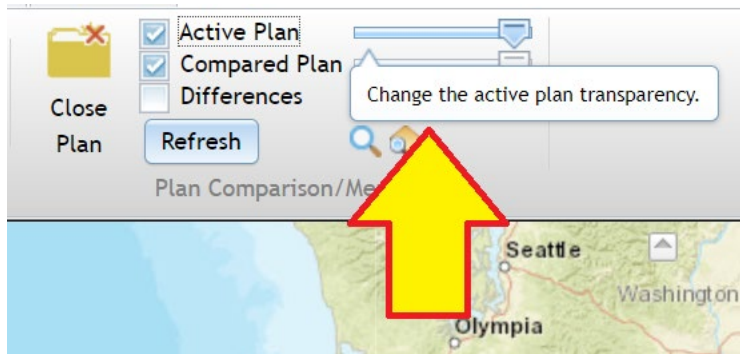 Active Plan
Compared Plan
Differences
Close
Plan
Refresh
Change the active plan transparency.
Plan Comparison/Me
Seattle
Washington
Olympia